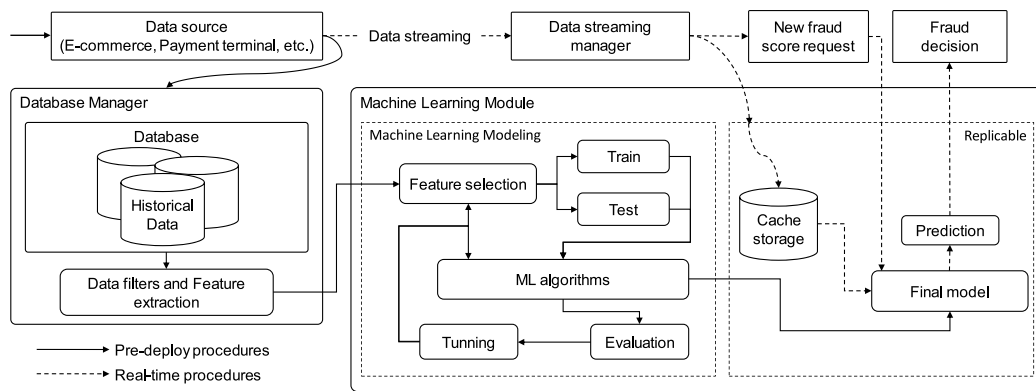 Data source
(E-commerce, Payment terminal, etc.)
Data streaming
Data streaming
manager
New fraud
score request
Fraud
decision
Database Manager
Database
Historical
Data
Data filters and Feature
extraction
Machine Learning Module
Machine Learning Modeling
Feature selection
Train
Test
ML algorithms
Tunning
Evaluation
Replicable
Cache
storage
Prediction
Final model
Pre-deploy procedures
Real-time procedures